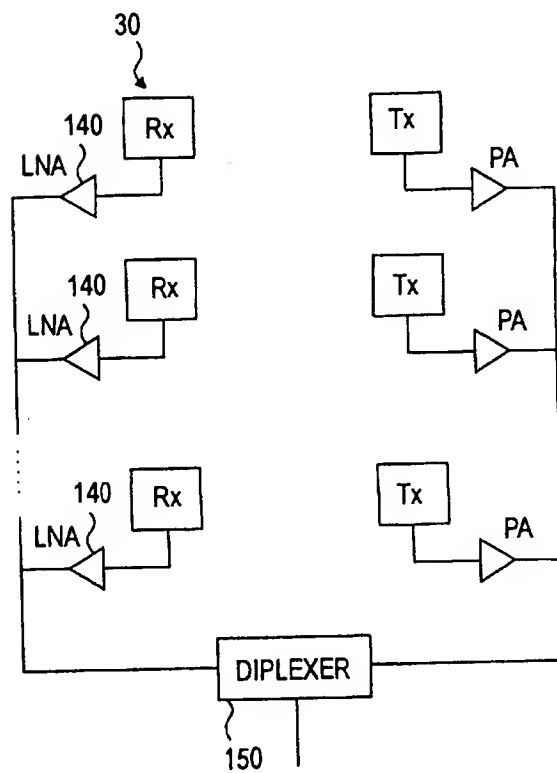 30
140
Rx
Tx
LNA
PA
140
Rx
Tx
LNA
PA
140
Rx
Tx
LNA
PA
DIPLEXER
150